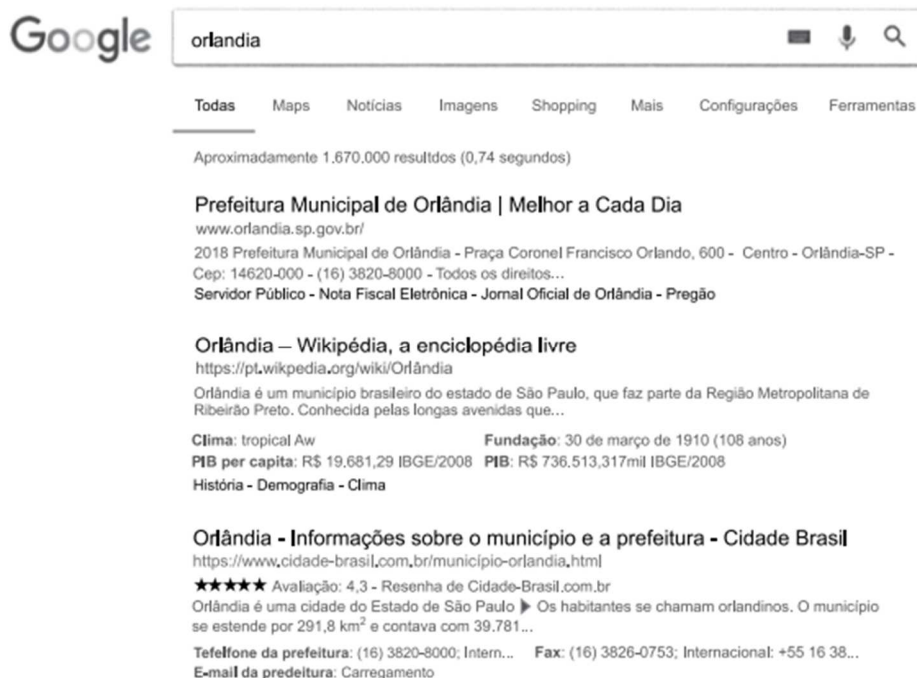 Google
orlandia
Todas Maps Notícias Imagens Shopping Mais Configurações Ferramentas
Aproximadamente 1.670.000 resultdos (0,74 segundos)
Prefeitura Municipal de Orlândia | Melhor a Cada Dia
www.orlandia.sp.gov.br/
2018 Prefeitura Municipal de Orlândia - Praça Coronel Francisco Orlando, 600 - Centro - Orlândia-SP -
Cep: 14620-000 - (16) 3820-8000 - Todos os direitos...
Servidor Público - Nota Fiscal Eletrônica - Jornal Oficial de Orlândia - Pregão
Orlândia – Wikipédia, a enciclopédia livre
https://pt.wikpedia.org/wiki/Orlândia
Orlândia é um município brasileiro do estado de São Paulo, que faz parte da Região Metropolitana de
Ribeirão Preto. Conhecida pelas longas avenidas que...
Clima: tropical Aw Fundação: 30 de março de 1910 (108 anos)
PIB per capita: R$ 19.681,29 IBGE/2008 PIB: R$ 736.513,317mil IBGE/2008
História - Demografia - Clima
Orlândia - Informações sobre o município e a prefeitura - Cidade Brasil
https://www.cidade-brasil.com.br/município-orlandia.html
★★★★★ Avaliação: 4,3 - Resenha de Cidade-Brasil.com.br
Orlândia é uma cidade do Estado de São Paulo ▶ Os habitantes se chamam orlandinos. O município
se estende por 291,8 km² e contava com 39.781...
Tefelfone da prefeitura: (16) 3820-8000; Intern... Fax: (16) 3826-0753; Internacional: +55 16 38...
E-mail da predeitura: Carregamento